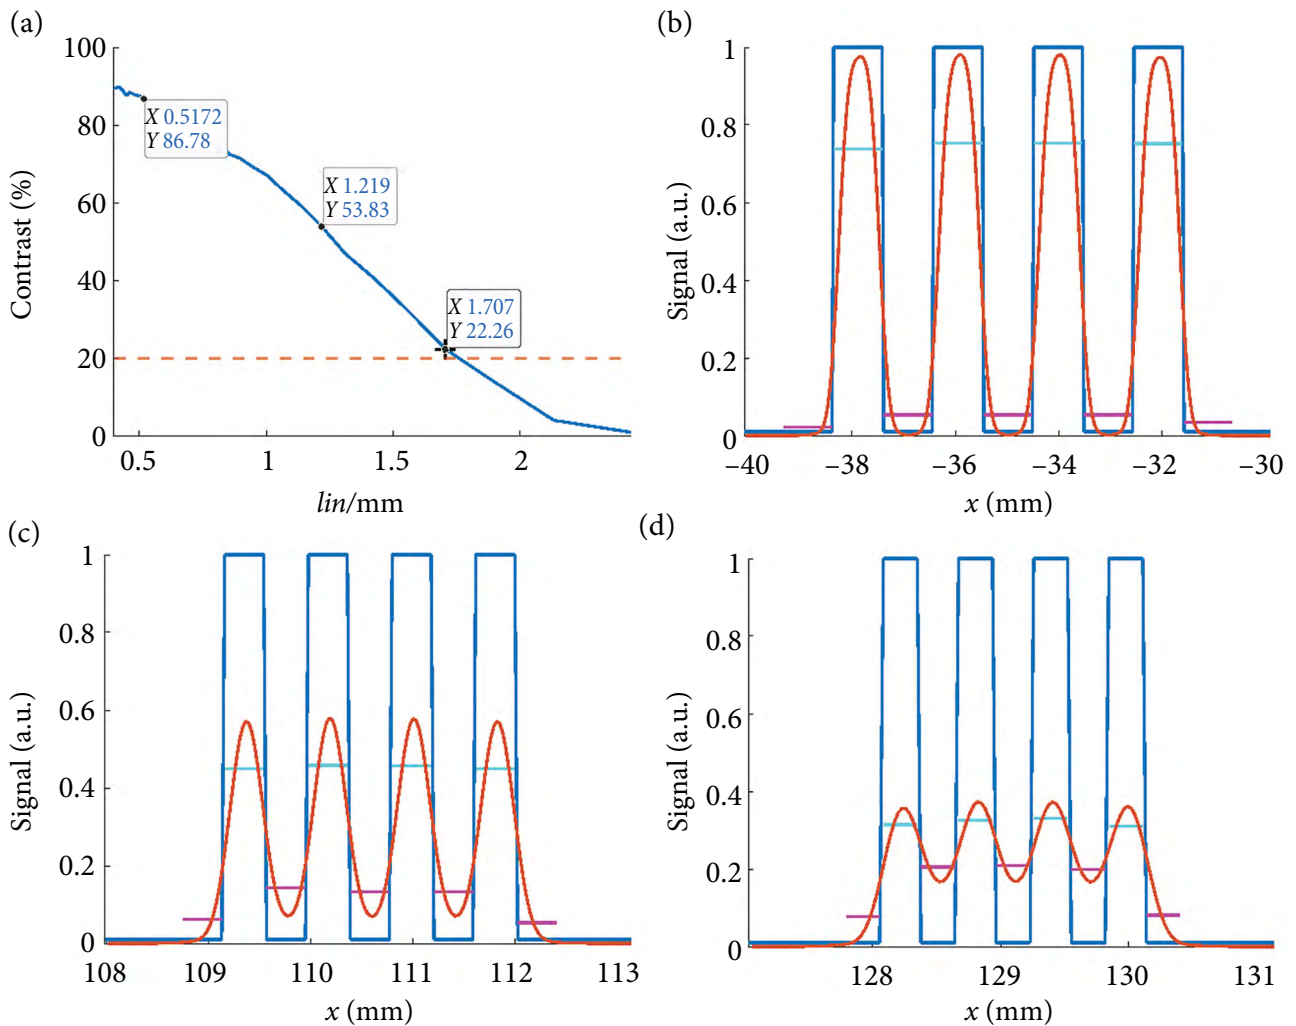 (a)
100
80
60
40
20
0
Contrast (%)
X 0.5172
Y 86.78
X 1.219
Y 53.83
X 1.707
Y 22.26
0.5
1
1.5
2
lin/mm
(b)
1
0.8
0.6
0.4
0.2
0
Signal (a.u.)
–40
–38
–36
–34
–32
–30
x (mm)
(c)
1
0.8
0.6
0.4
0.2
0
Signal (a.u.)
108
109
110
111
112
113
x (mm)
(d)
1
0.8
0.6
0.4
0.2
0
Signal (a.u.)
128
129
130
131
x (mm)